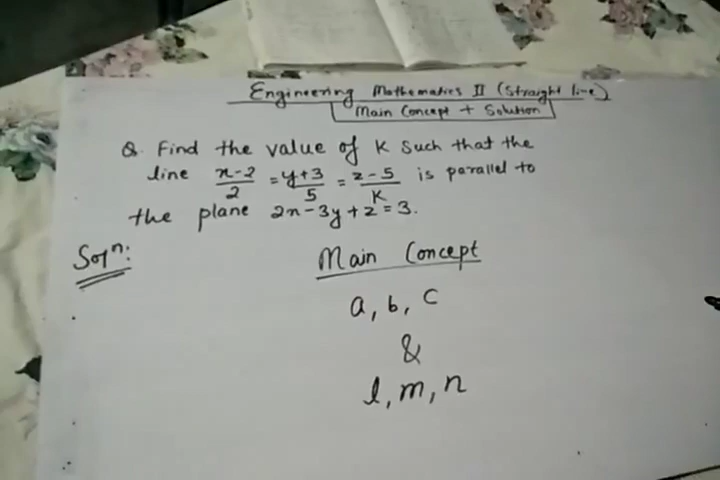 Engineering Mathematics II (Straight line)
Main Concept + Solution
Q. Find the value of K such that the
line x-2/2 = y+3/5 = z-5/K is parallel to
the plane 2x-3y+z=3.
Solⁿ:
Main Concept
a, b, c
&
l, m, n